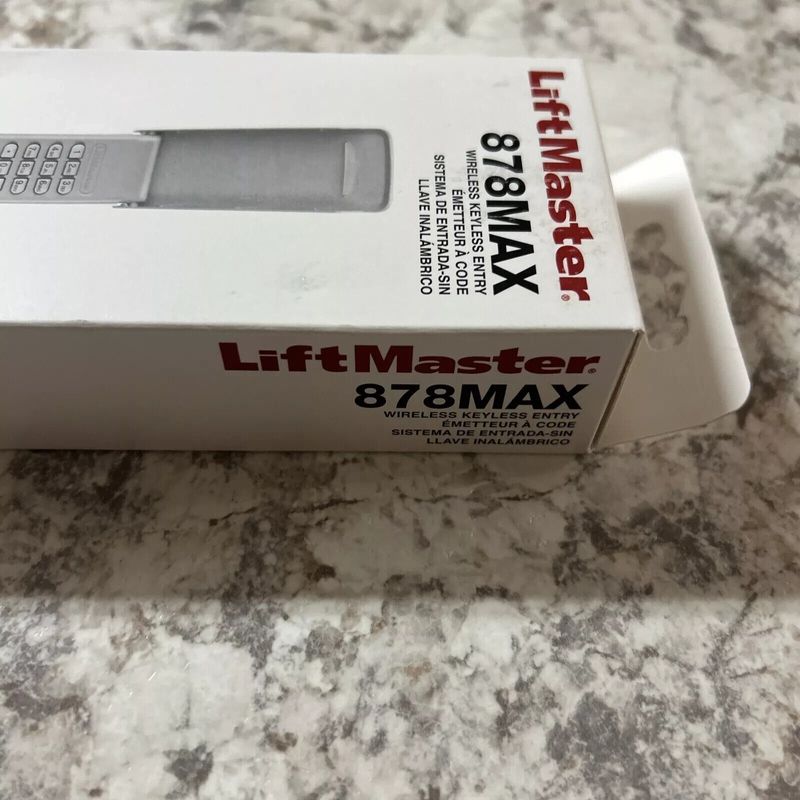 LiftMaster®
878MAX
WIRELESS KEYLESS ENTRY
ÉMETTEUR À CODE
SISTEMA DE ENTRADA-SIN
LLAVE INALÁMBRICO
LiftMaster®
878MAX
WIRELESS KEYLESS ENTRY
ÉMETTEUR À CODE
SISTEMA DE ENTRADA-SIN
LLAVE INALÁMBRICO